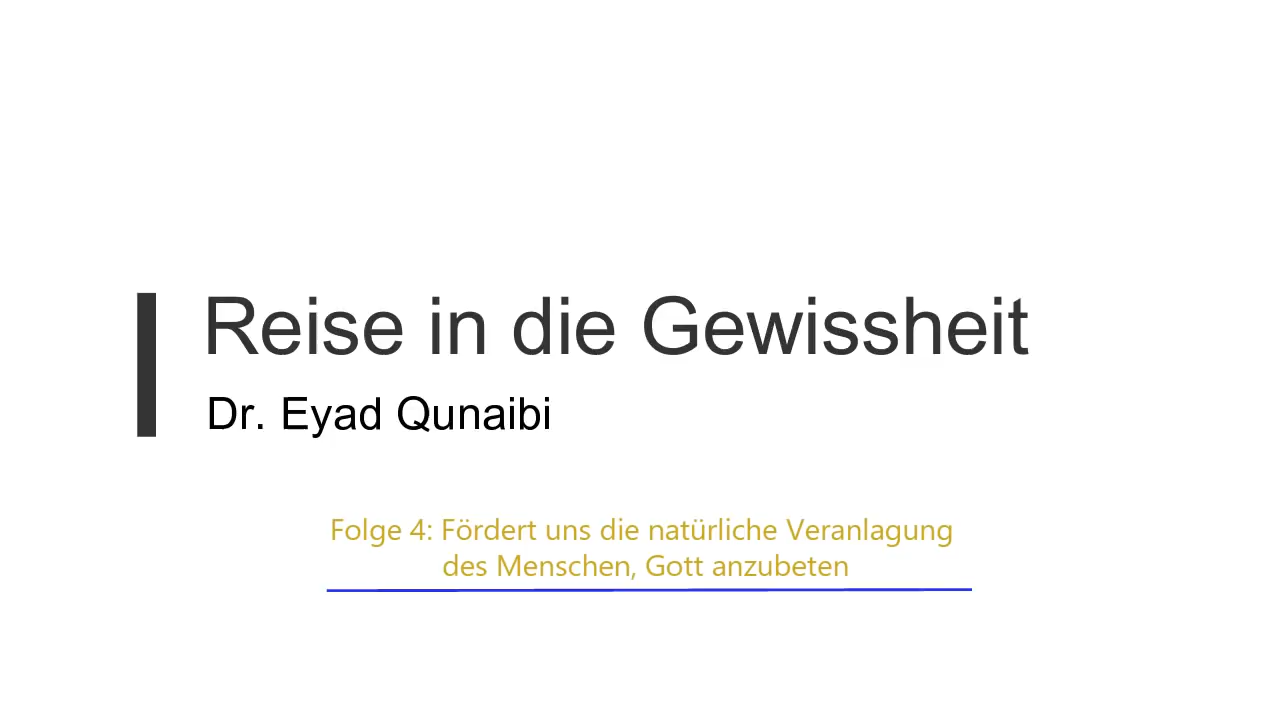 Reise in die Gewissheit
Dr. Eyad Qunaibi
Folge 4: Fördert uns die natürliche Veranlagung
des Menschen, Gott anzubeten